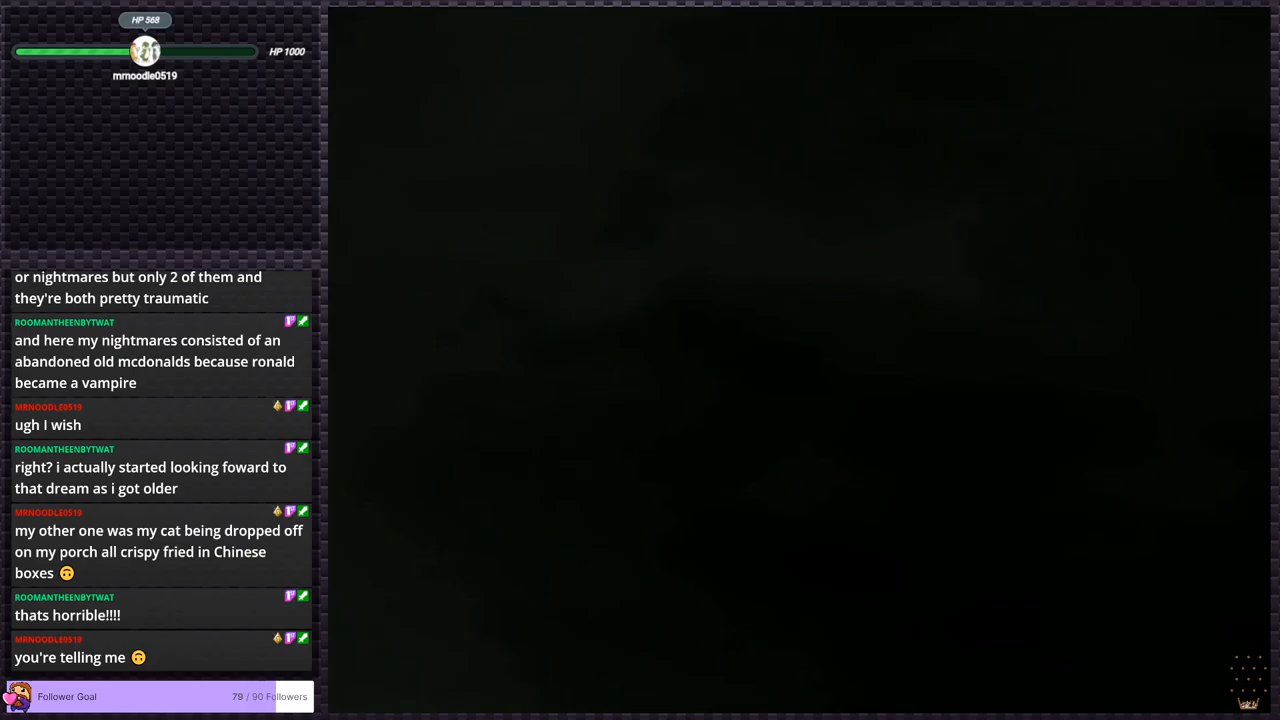 HP 568
HP 1000
mrnoodle0519
or nightmares but only 2 of them and
they're both pretty traumatic
ROOMANTHEENBYTWAT
and here my nightmares consisted of an
abandoned old mcdonalds because ronald
became a vampire
MRNOODLE0519
ugh I wish
ROOMANTHEENBYTWAT
right? i actually started looking foward to
that dream as i got older
MRNOODLE0519
my other one was my cat being dropped off
on my porch all crispy fried in Chinese
boxes 🙃
ROOMANTHEENBYTWAT
thats horrible!!!!
MRNOODLE0519
you're telling me 🙃
Follower Goal 79 / 90 Followers